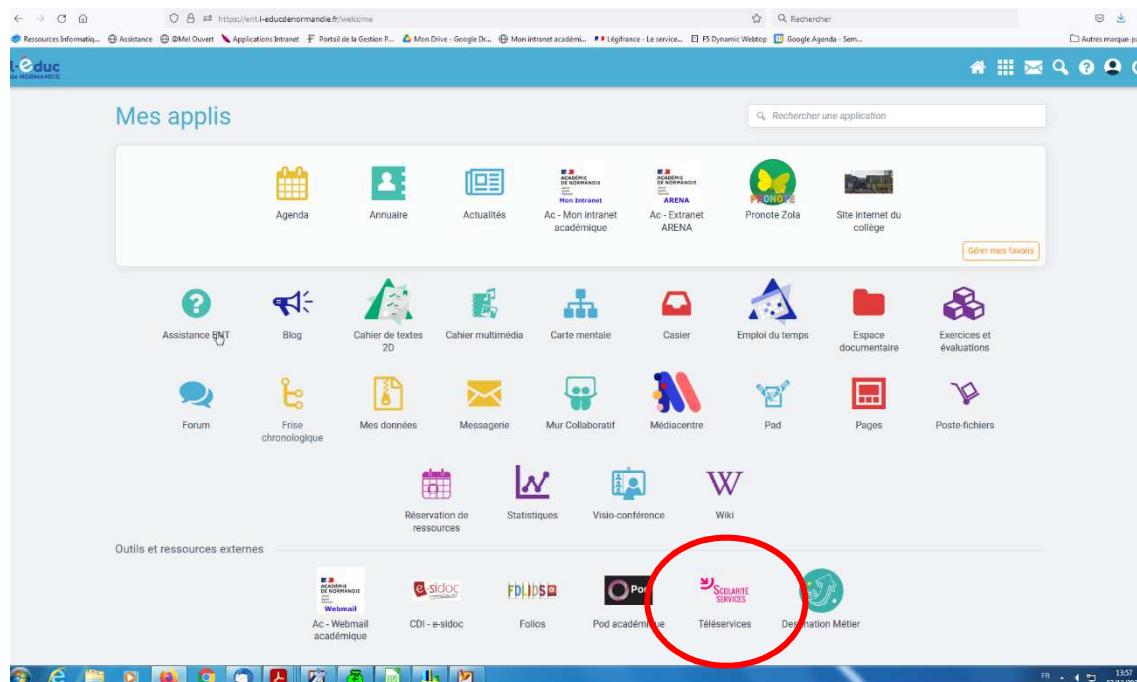 https://ent.l-educdenormandie.fr/welcome
Rechercher
Ressources Informatiq... Assistance @Mel Ouvert Applications Intranet Portail de la Gestion P... Mon Drive - Google Dr... Mon intranet académi... Légifrance - Le service... F5 Dynamic Webtop Google Agenda - Sem... Autres marque-p
l-éduc
de NORMANDIE
Mes applis
Rechercher une application
ACADÉMIE DE NORMANDIE
Mon Intranet
ACADÉMIE DE NORMANDIE
ARENA
PRONOTE
Agenda Annuaire Actualités Ac - Mon intranet académique Ac - Extranet ARENA Pronote Zola Site internet du collège
Gérer mes favoris
Assistance ENT Blog Cahier de textes 2D Cahier multimédia Carte mentale Casier Emploi du temps Espace documentaire Exercices et évaluations
Forum Frise chronologique Mes données Messagerie Mur Collaboratif Médiacentre Pad Pages Poste-fichiers
Réservation de ressources Statistiques Visio-conférence Wiki
Outils et ressources externes
ACADÉMIE DE NORMANDIE
Webmail
e-sidoc
FOLIOS
Po
SCOLARITÉ SERVICES
Ac - Webmail académique CDI - e-sidoc Folios Pod académique Téléservices Destination Métier
FR 13:57